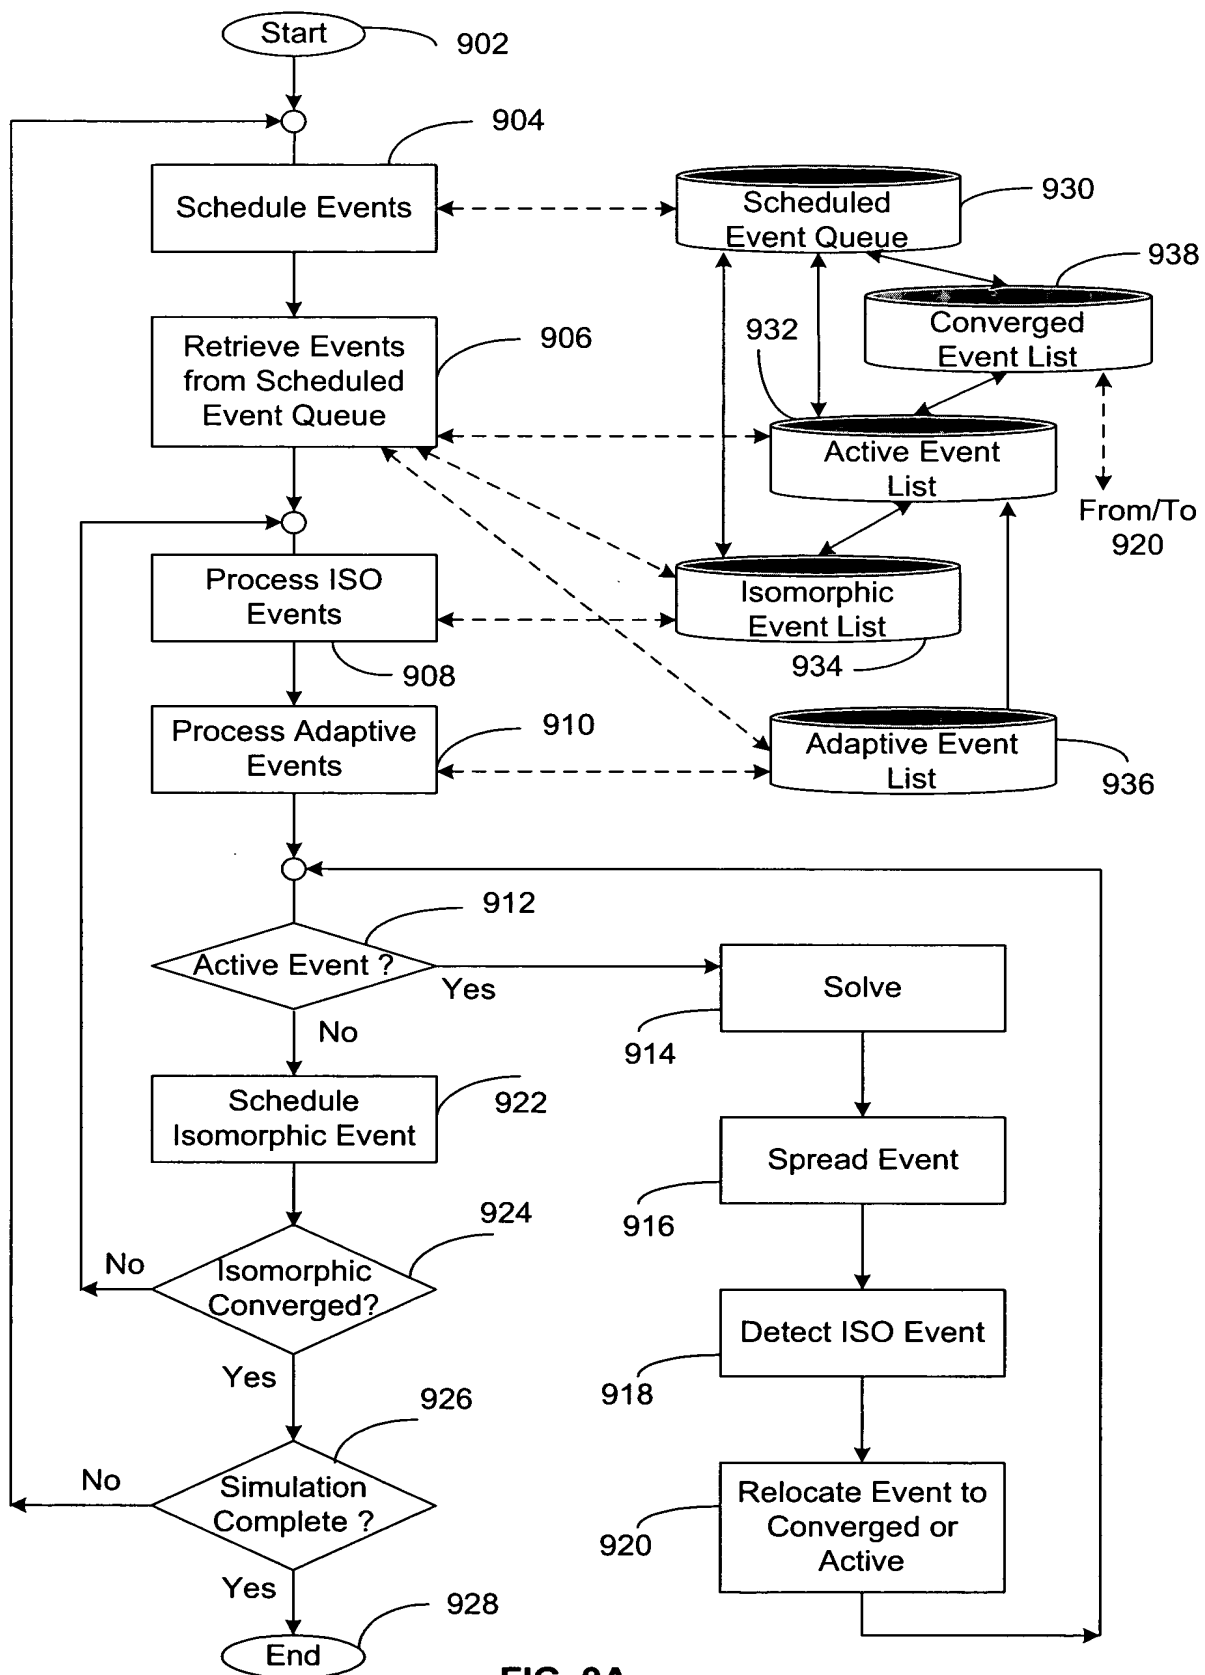 Start
902
904
Schedule Events
Scheduled
Event Queue
930
938
Converged
Event List
932
Retrieve Events
from Scheduled
Event Queue
906
Active Event
List
From/To
920
Process ISO
Events
908
Isomorphic
Event List
934
Process Adaptive
Events
910
Adaptive Event
List
936
912
Active Event ?
Yes
No
Solve
914
Schedule
Isomorphic Event
922
Spread Event
916
924
Isomorphic
Converged?
No
Yes
Detect ISO Event
918
926
Simulation
Complete ?
No
Yes
Relocate Event to
Converged or
Active
920
928
End
FIG. 9A